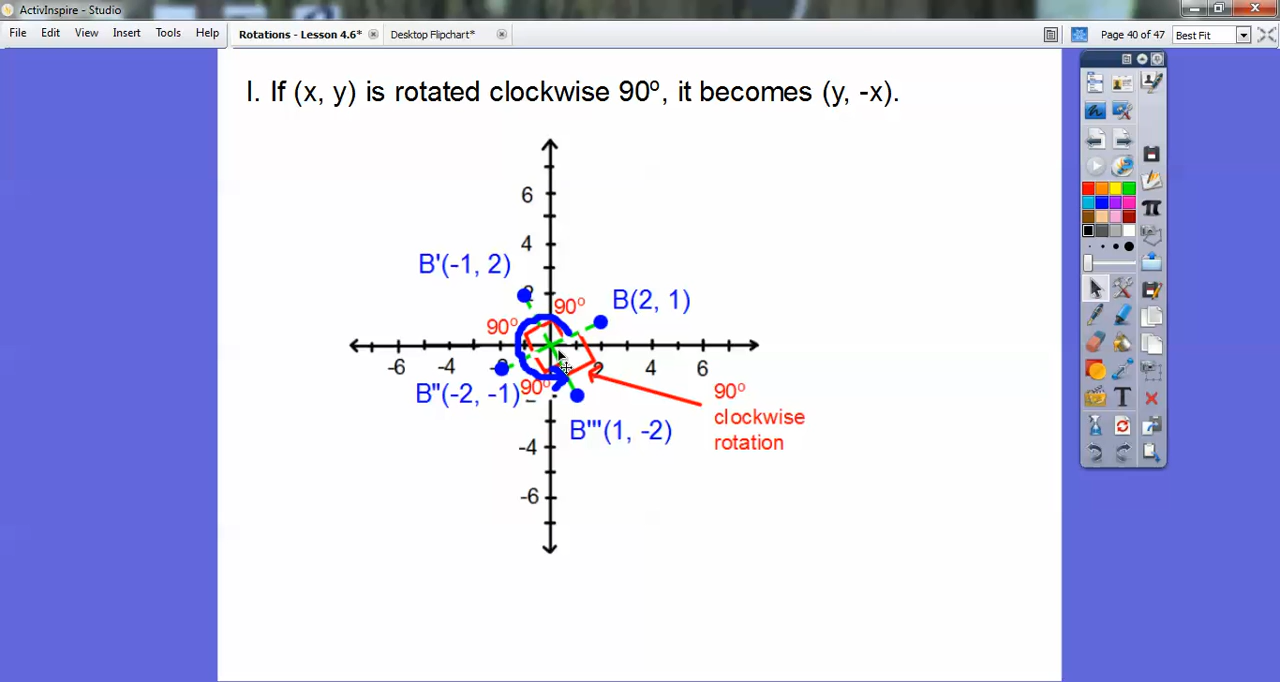 ActivInspire - Studio
File Edit View Insert Tools Help
Rotations - Lesson 4.6*
Desktop Flipchart*
Page 40 of 47
Best Fit
I. If (x, y) is rotated clockwise 90º, it becomes (y, -x).
6
4
B'(-1, 2)
2
B(2, 1)
90º
90º
-6 -4 -2 2 4 6
B"(-2, -1)
90º
90º
clockwise
rotation
B"'(1, -2)
-4
-6